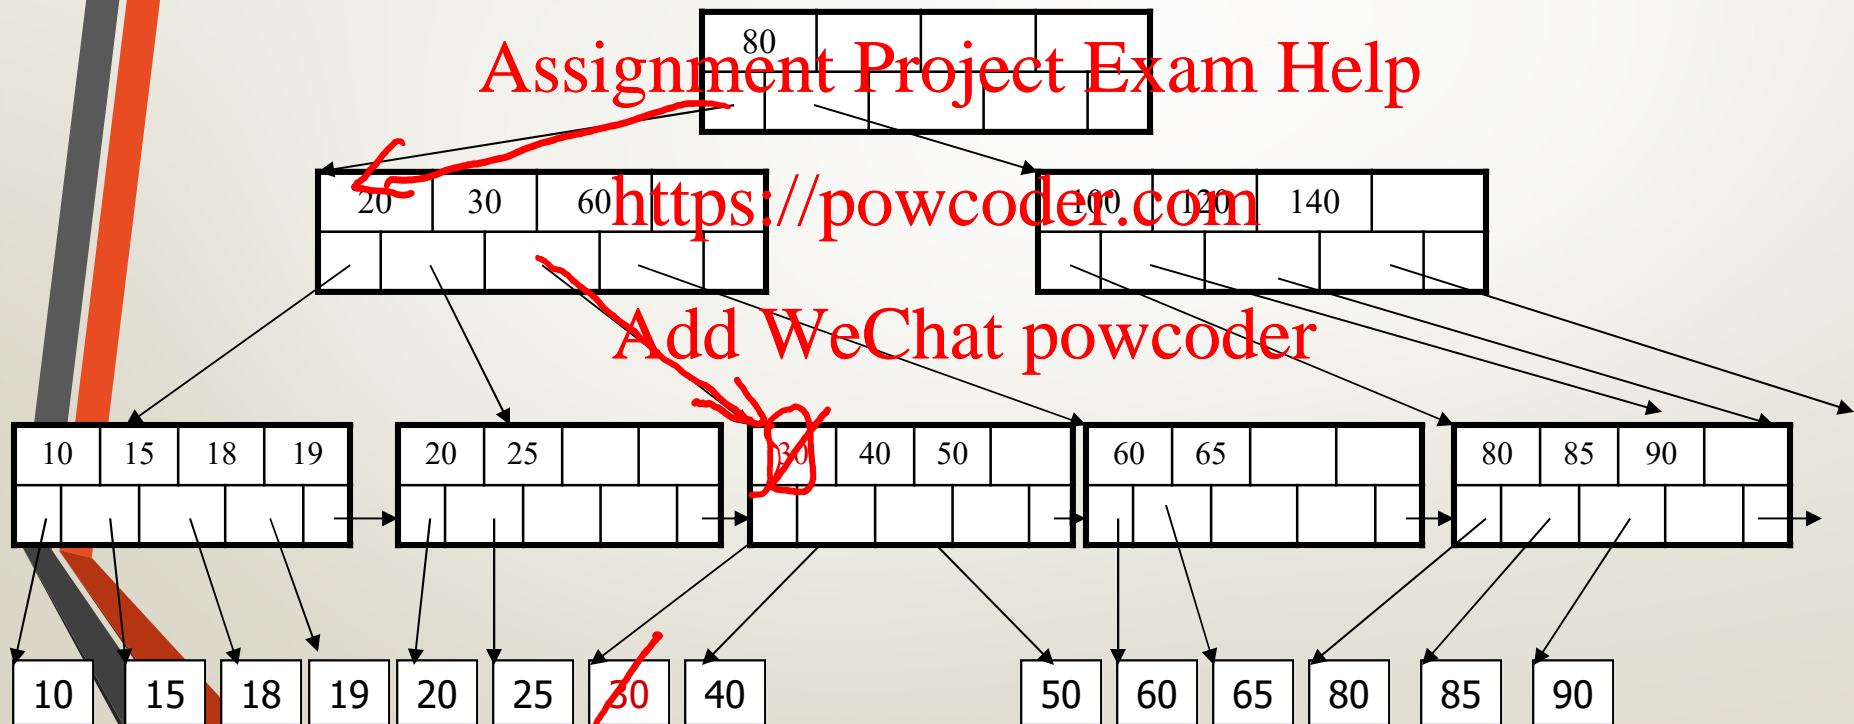 80
Assignment Project Exam Help
20 30 60
100 120 140
https://powcoder.com
Add WeChat powcoder
10 15 18 19
20 25
30 40 50
60 65
80 85 90
10 15 18 19 20 25 30 40 50 60 65 80 85 90